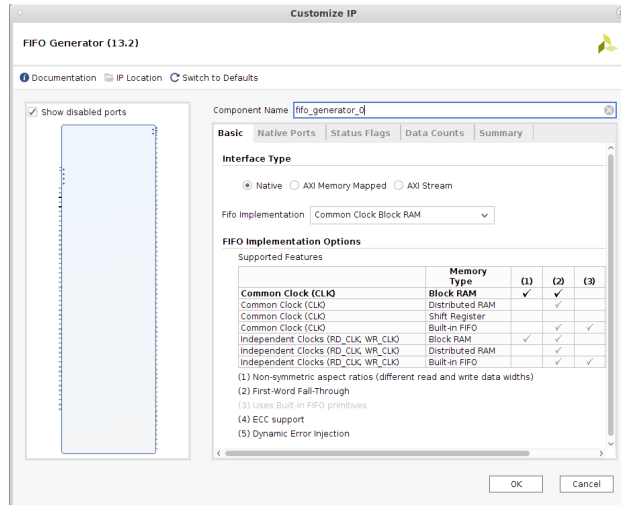 Customize IP
FIFO Generator (13.2)
Documentation IP Location Switch to Defaults
Show disabled ports
Component Name fifo_generator_0
Basic Native Ports Status Flags Data Counts Summary
Interface Type
Native AXI Memory Mapped AXI Stream
Fifo Implementation Common Clock Block RAM
FIFO Implementation Options
Supported Features
Memory Type (1) (2) (3)
Common Clock (CLK) Block RAM ✓ ✓
Common Clock (CLK) Distributed RAM ✓
Common Clock (CLK) Shift Register
Common Clock (CLK) Built-in FIFO ✓ ✓
Independent Clocks (RD_CLK, WR_CLK) Block RAM ✓ ✓
Independent Clocks (RD_CLK, WR_CLK) Distributed RAM ✓
Independent Clocks (RD_CLK, WR_CLK) Built-in FIFO ✓ ✓
(1) Non-symmetric aspect ratios (different read and write data widths)
(2) First-Word Fall-Through
(3) Uses Built-in FIFO primitives
(4) ECC support
(5) Dynamic Error Injection
OK Cancel